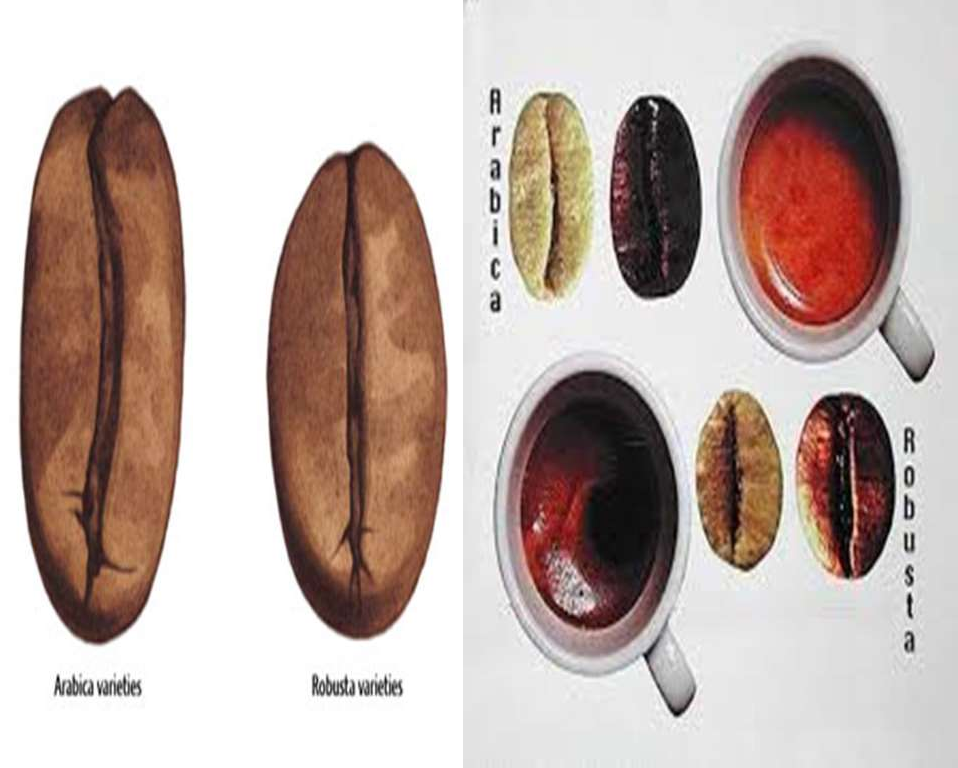 Arabica varieties
Robusta varieties
Arabica
Robusta